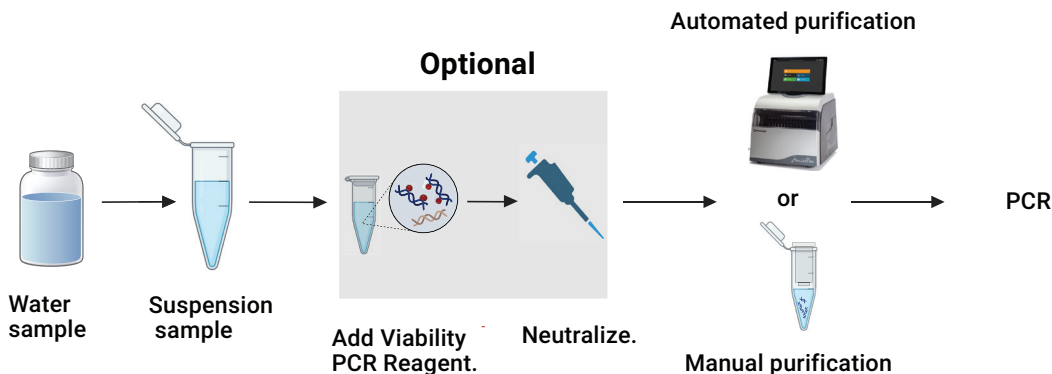 Automated purification
Optional
or
PCR
Water
sample
Suspension
sample
Add Viability
PCR Reagent.
Neutralize.
Manual purification